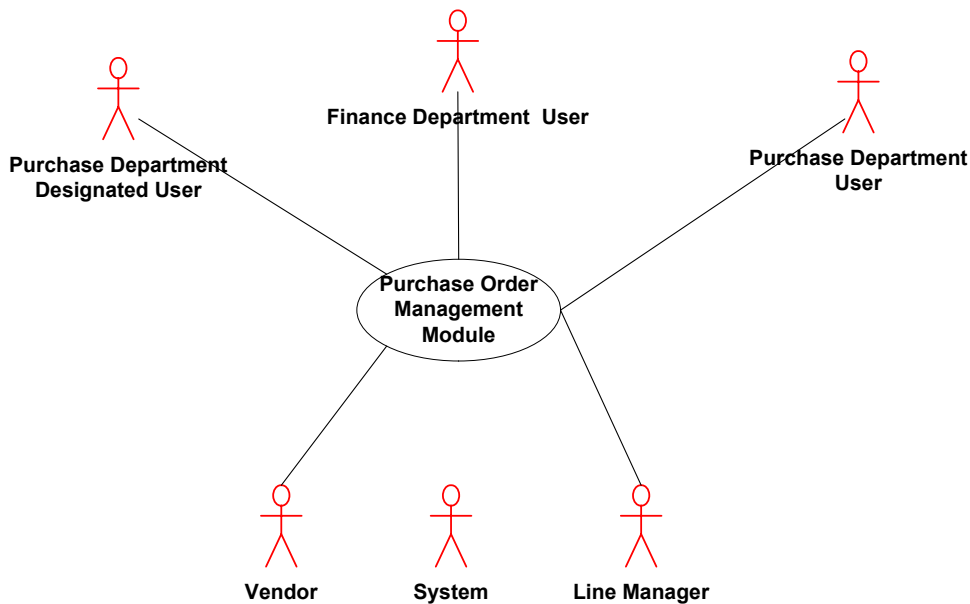 Finance Department  User
Purchase Department
Designated User
Purchase Department
User
Purchase Order
Management
Module
Vendor
System
Line Manager